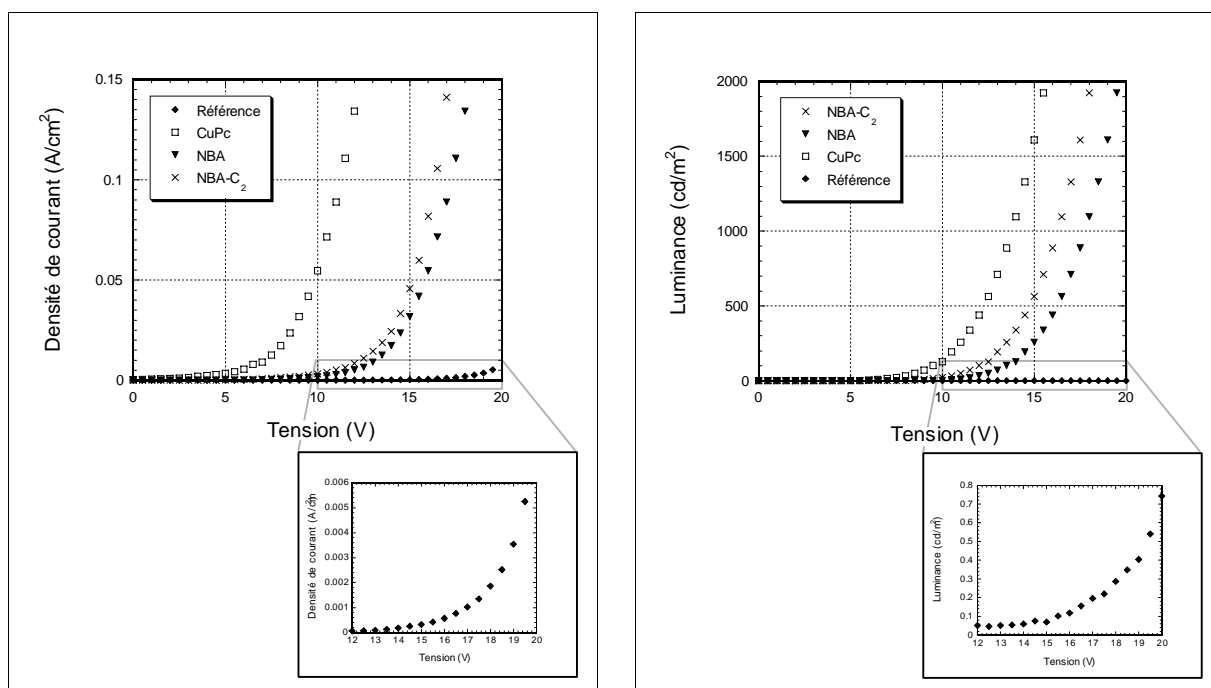 Densité de courant (A/cm²)
0.15
0.1
0.05
0
Référence
CuPc
NBA
NBA-C₂
0 5 10 15 20
Tension (V)
Densité de courant (A/cm²)
0.006
0.005
0.004
0.003
0.002
0.001
0
12 13 14 15 16 17 18 19 20
Tension (V)
Luminance (cd/m²)
2000
1500
1000
500
0
NBA-C₂
NBA
CuPc
Référence
0 5 10 15 20
Tension (V)
Luminance (cd/m²)
0.8
0.7
0.6
0.5
0.4
0.3
0.2
0.1
0
12 13 14 15 16 17 18 19 20
Tension (V)